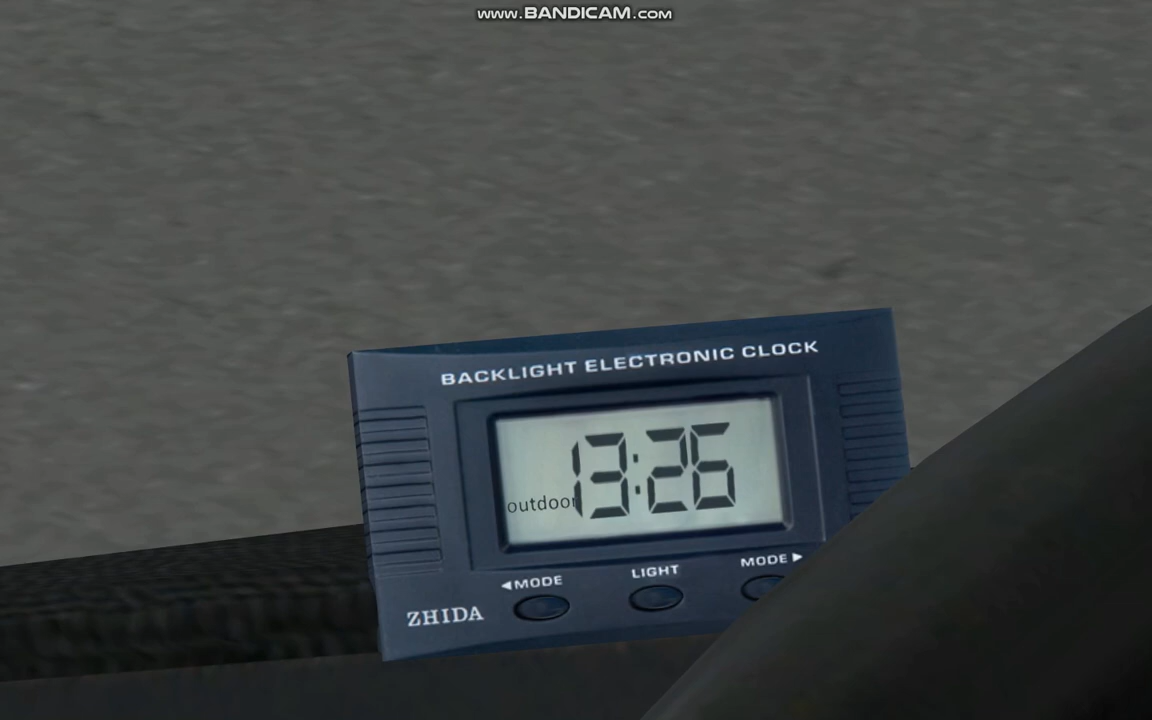 www.BANDICAM.com
BACKLIGHT ELECTRONIC CLOCK
13:26
outdoor
◄MODE LIGHT MODE►
ZHIDA